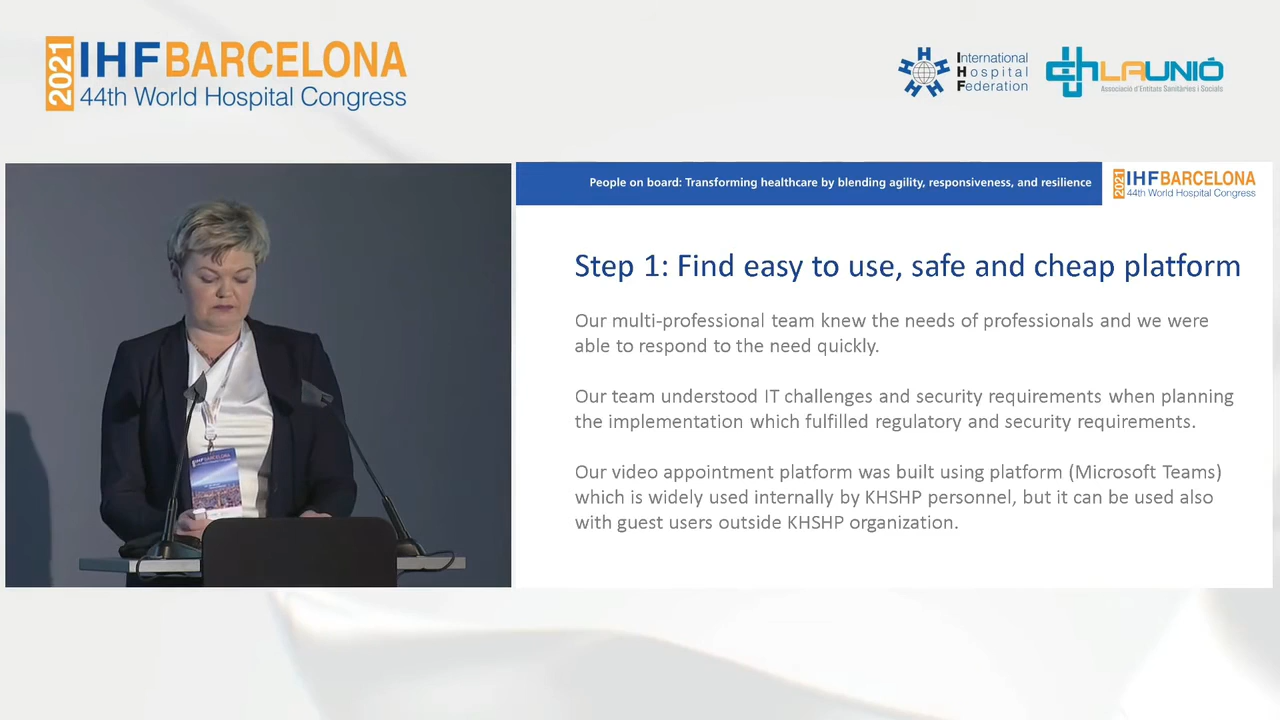 2021 IHF BARCELONA
44th World Hospital Congress
International
Hospital
Federation
LAUNIÓ
Associació d'Entitats Sanitàries i Socials
People on board: Transforming healthcare by blending agility, responsiveness, and resilience
2021 IHF BARCELONA
44th World Hospital Congress
Step 1: Find easy to use, safe and cheap platform
Our multi-professional team knew the needs of professionals and we were
able to respond to the need quickly.
Our team understood IT challenges and security requirements when planning
the implementation which fulfilled regulatory and security requirements.
Our video appointment platform was built using platform (Microsoft Teams)
which is widely used internally by KHSHP personnel, but it can be used also
with guest users outside KHSHP organization.
IHF BARCELONA